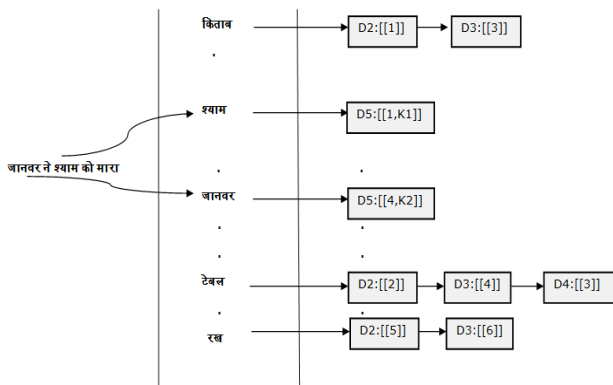 किताब D2:[[1]] D3:[[3]]
श्याम D5:[[1,K1]]
जानवर ने श्याम को मारा
जानवर D5:[[4,K2]]
टेबल D2:[[2]] D3:[[4]] D4:[[3]]
रख D2:[[5]] D3:[[6]]